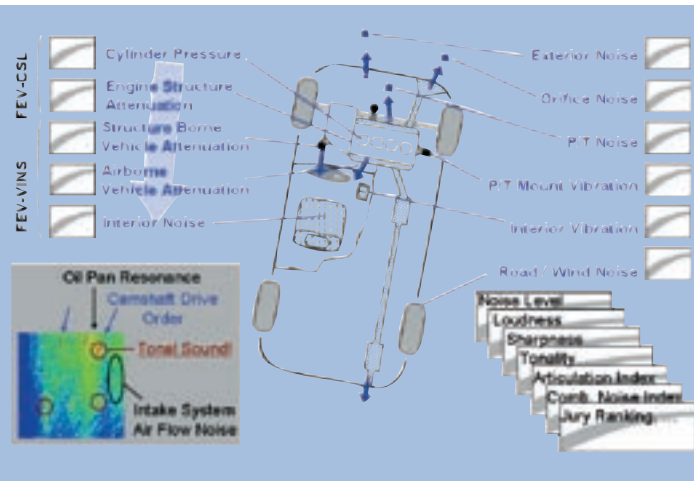 FEV-CSL
FEV-VINS
Cylinder Pressure
Engine Structure
Attenuation
Structure Borne
Vehicle Attenuation
Airborne
Vehicle Attenuation
Interior Noise
Exterior Noise
Orifice Noise
P/T Noise
P/T Mount Vibration
Interior Vibration
Road / Wind Noise
Oil Pan Resonance
Camshaft Drive
Order
Tonal Sound!
Intake System
Air Flow Noise
Noise Level
Loudness
Sharpness
Tonality
Articulation Index
Comb. Noise Index
Jury Ranking